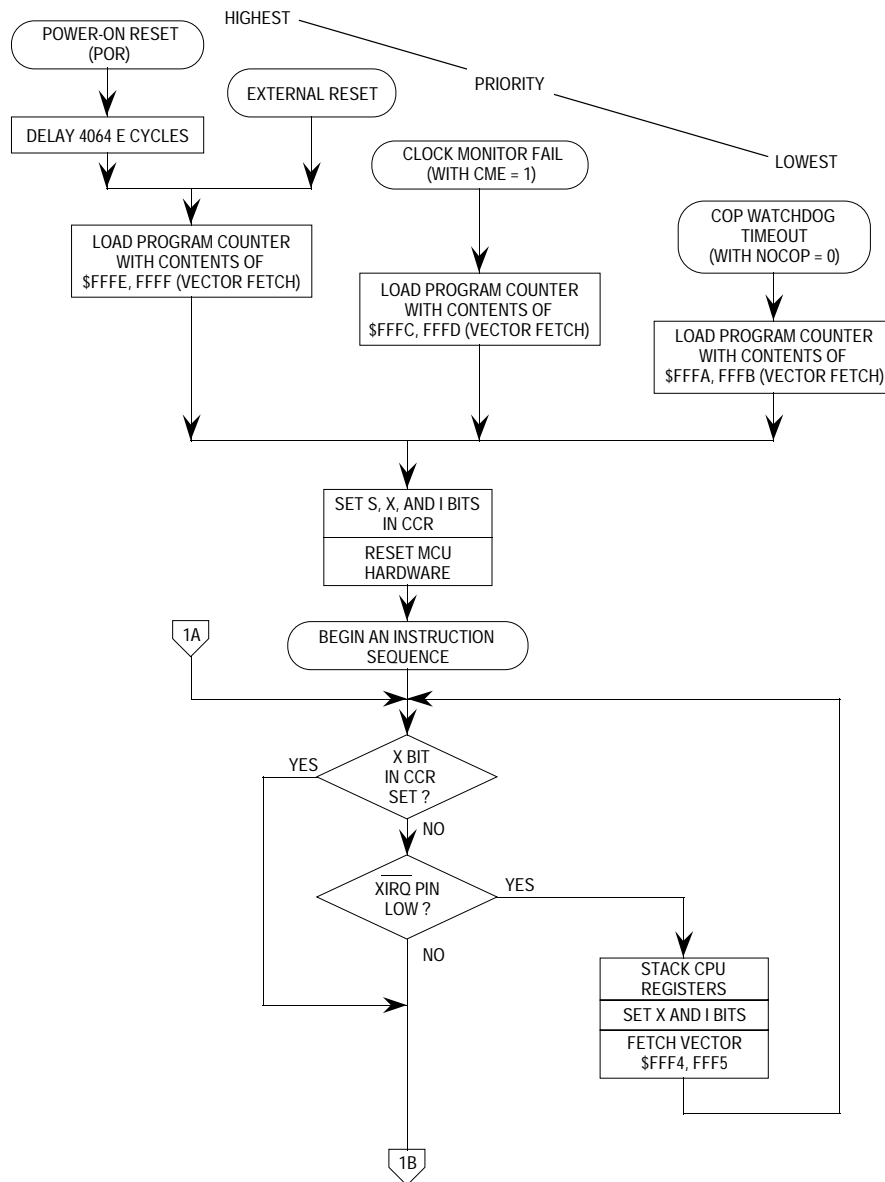 HIGHEST
PRIORITY
LOWEST
POWER-ON RESET
(POR)
DELAY 4064 E CYCLES
EXTERNAL RESET
LOAD PROGRAM COUNTER
WITH CONTENTS OF
$FFFE, FFFF (VECTOR FETCH)
CLOCK MONITOR FAIL
(WITH CME = 1)
LOAD PROGRAM COUNTER
WITH CONTENTS OF
$FFFC, FFFD (VECTOR FETCH)
COP WATCHDOG
TIMEOUT
(WITH NOCOP = 0)
LOAD PROGRAM COUNTER
WITH CONTENTS OF
$FFFA, FFFB (VECTOR FETCH)
SET S, X, AND I BITS
IN CCR
RESET MCU
HARDWARE
1A
BEGIN AN INSTRUCTION
SEQUENCE
YES
X BIT
IN CCR
SET ?
NO
XIRQ PIN
LOW ?
YES
NO
STACK CPU
REGISTERS
SET X AND I BITS
FETCH VECTOR
$FFF4, FFF5
1B